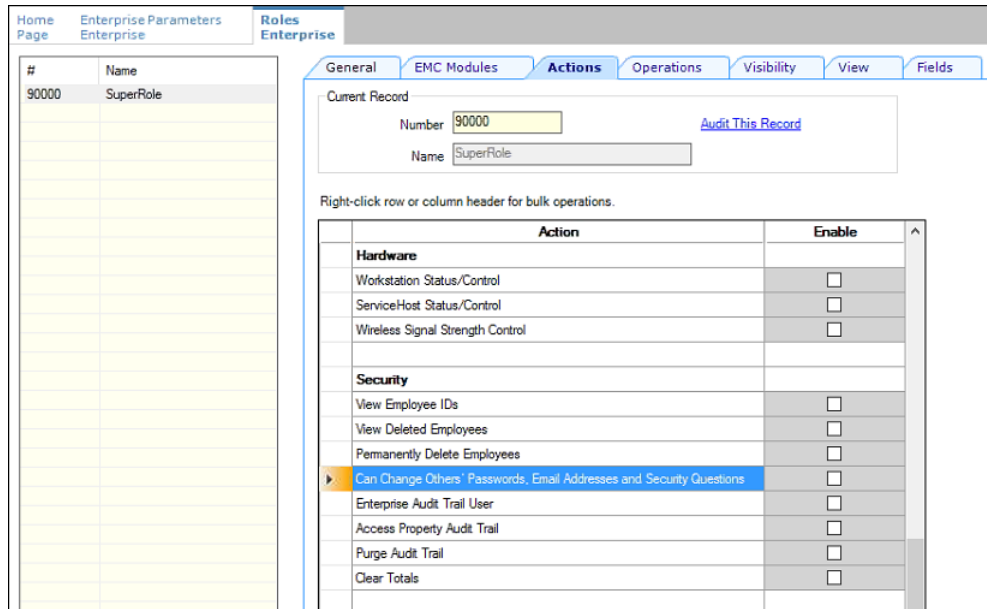 Home Page
Enterprise Parameters Enterprise
Roles Enterprise
# Name
90000 SuperRole
General EMC Modules Actions Operations Visibility View Fields
Current Record
Number 90000 Audit This Record
Name SuperRole
Right-click row or column header for bulk operations.
Action Enable
Hardware
Workstation Status/Control
ServiceHost Status/Control
Wireless Signal Strength Control
Security
View Employee IDs
View Deleted Employees
Permanently Delete Employees
Can Change Others' Passwords, Email Addresses and Security Questions
Enterprise Audit Trail User
Access Property Audit Trail
Purge Audit Trail
Clear Totals